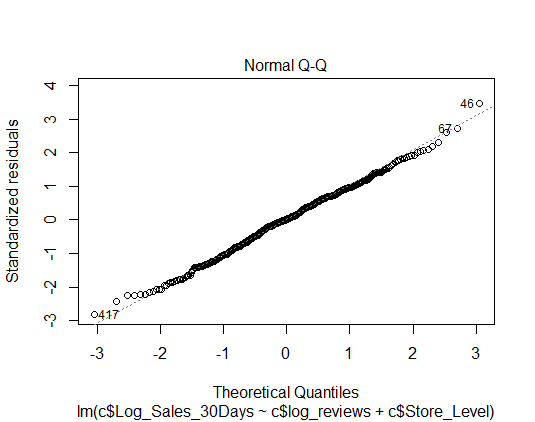 Normal Q-Q
Standardized residuals
4
3
2
1
0
-1
-2
-3
46
67
417
-3 -2 -1 0 1 2 3
Theoretical Quantiles
lm(c$Log_Sales_30Days ~ c$log_reviews + c$Store_Level)